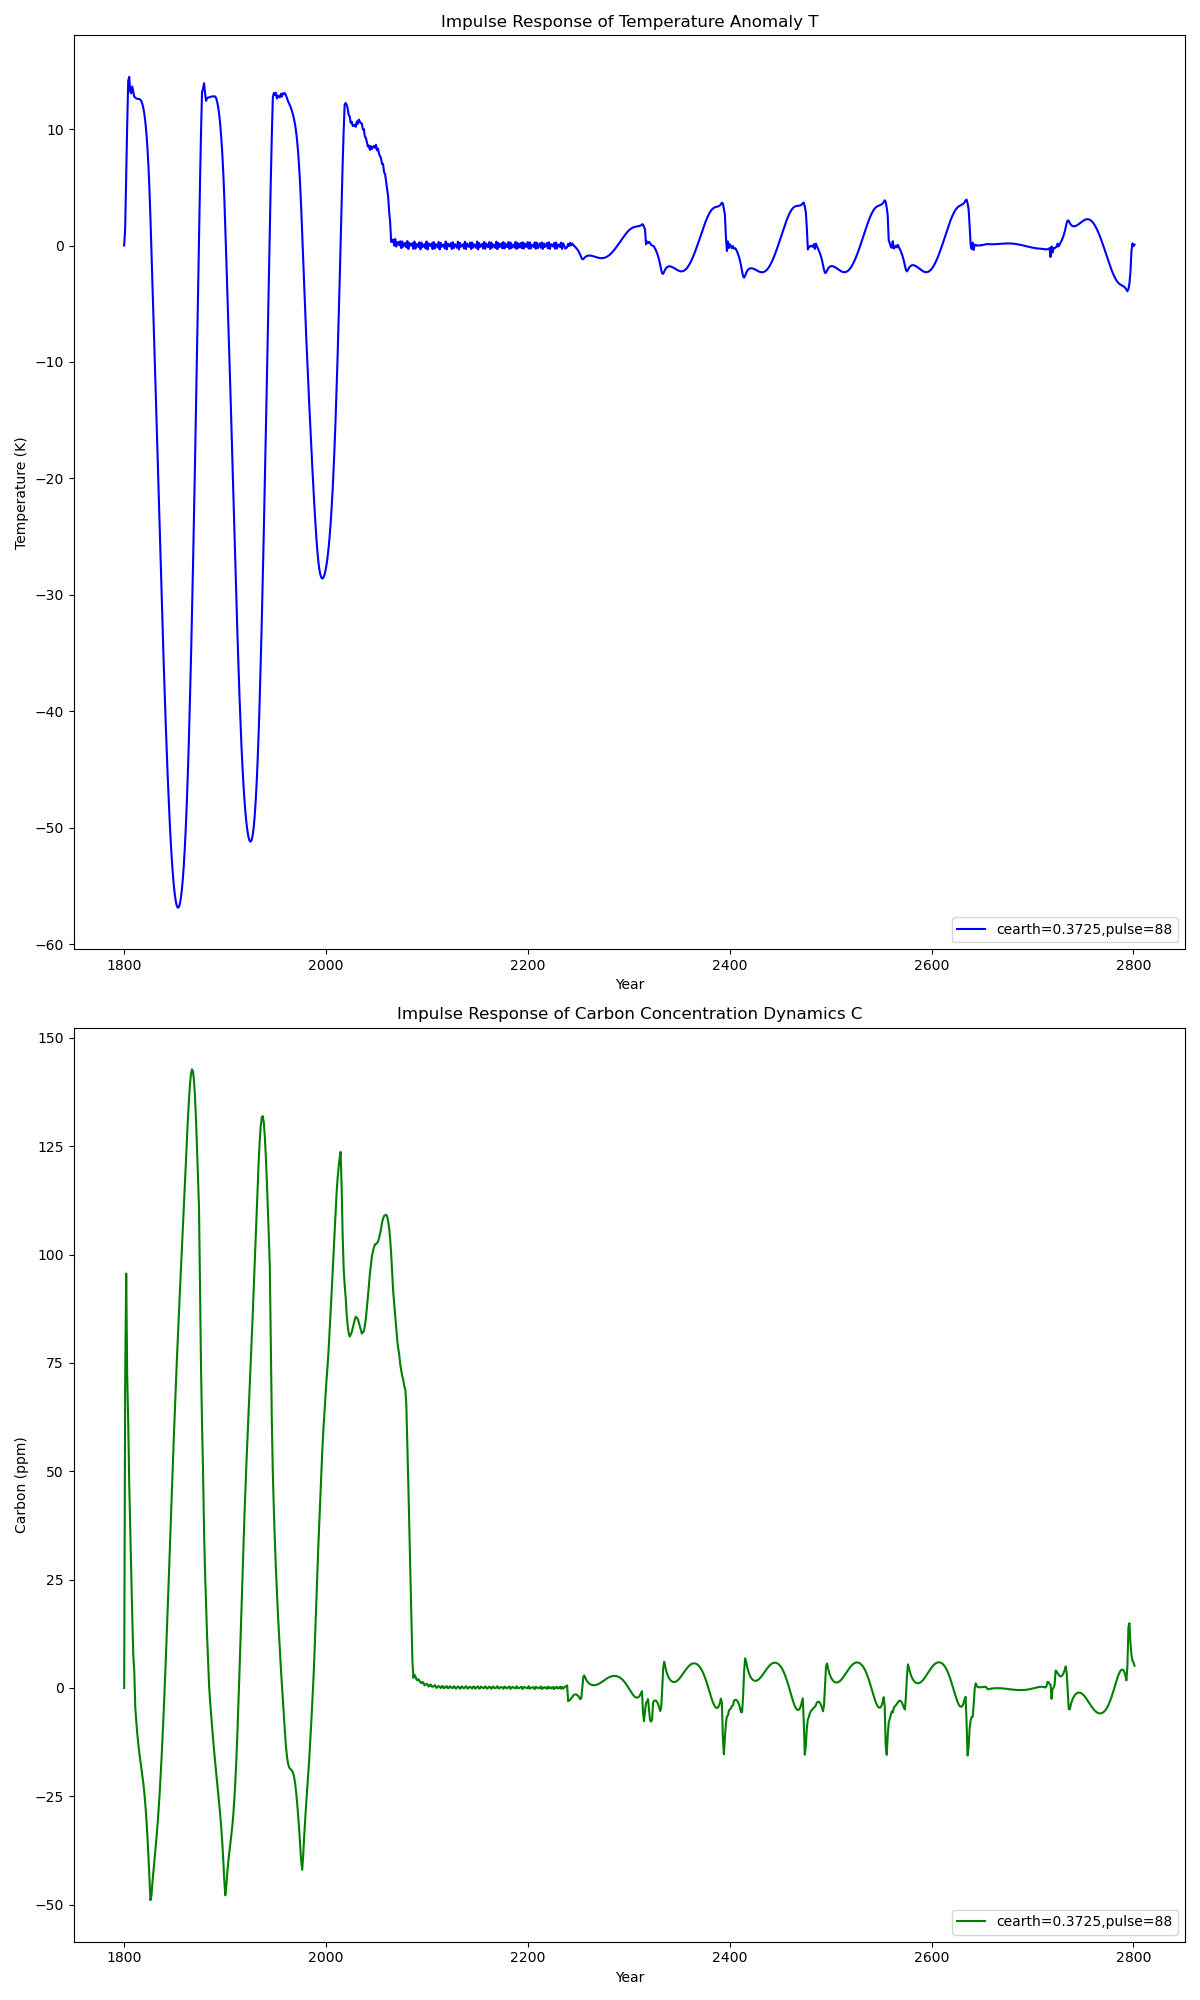 Impulse Response of Temperature Anomaly T
10
0
−10
−20
−30
−40
−50
−60
Temperature (K)
cearth=0.3725,pulse=88
1800 2000 2200 2400 2600 2800
Year
Impulse Response of Carbon Concentration Dynamics C
150
125
100
75
50
25
0
−25
−50
Carbon (ppm)
cearth=0.3725,pulse=88
1800 2000 2200 2400 2600 2800
Year